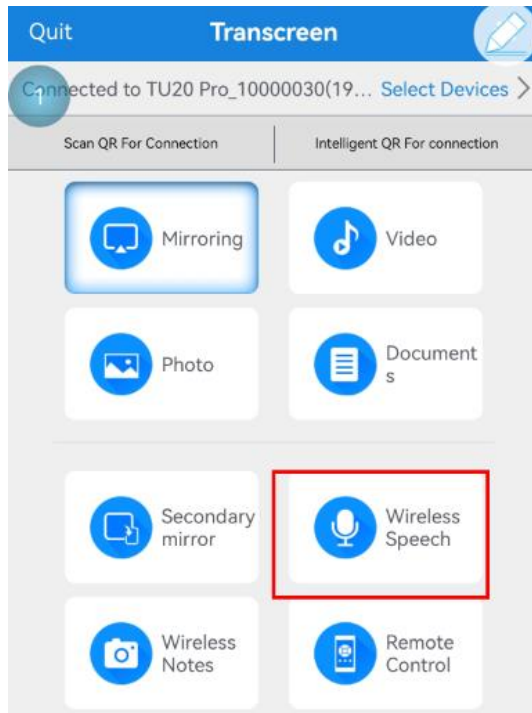 Quit
Transcreen
1
Connected to TU20 Pro_10000030(19... Select Devices >
Scan QR For Connection
Intelligent QR For connection
Mirroring
Video
Photo
Document
s
Secondary
mirror
Wireless
Speech
Wireless
Notes
Remote
Control